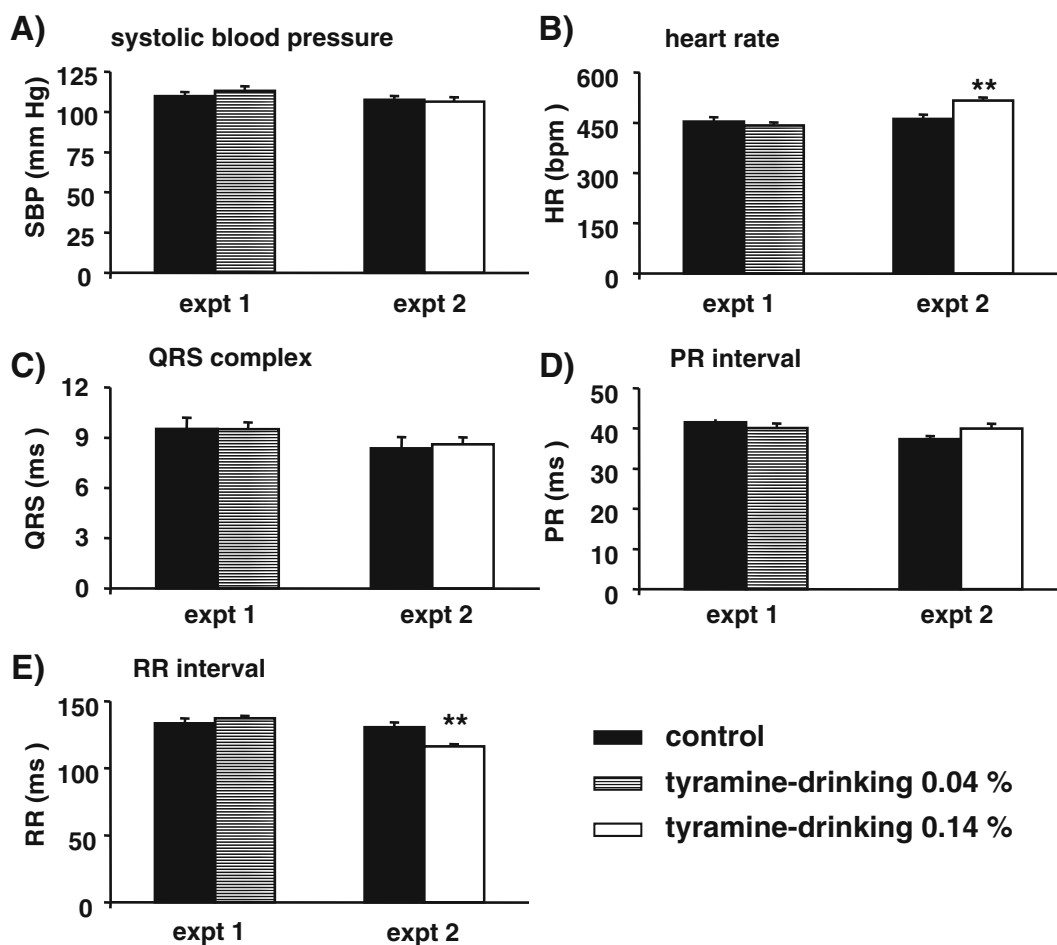 A)
systolic blood pressure
SBP (mm Hg)
125
100
75
50
25
0
expt 1
expt 2
B)
heart rate
HR (bpm)
600
450
300
150
0
**
expt 1
expt 2
C)
QRS complex
QRS (ms)
12
9
6
3
0
expt 1
expt 2
D)
PR interval
PR (ms)
50
40
30
20
10
0
expt 1
expt 2
E)
RR interval
RR (ms )
150
100
50
0
**
expt 1
expt 2
control
tyramine-drinking 0.04 %
tyramine-drinking 0.14 %